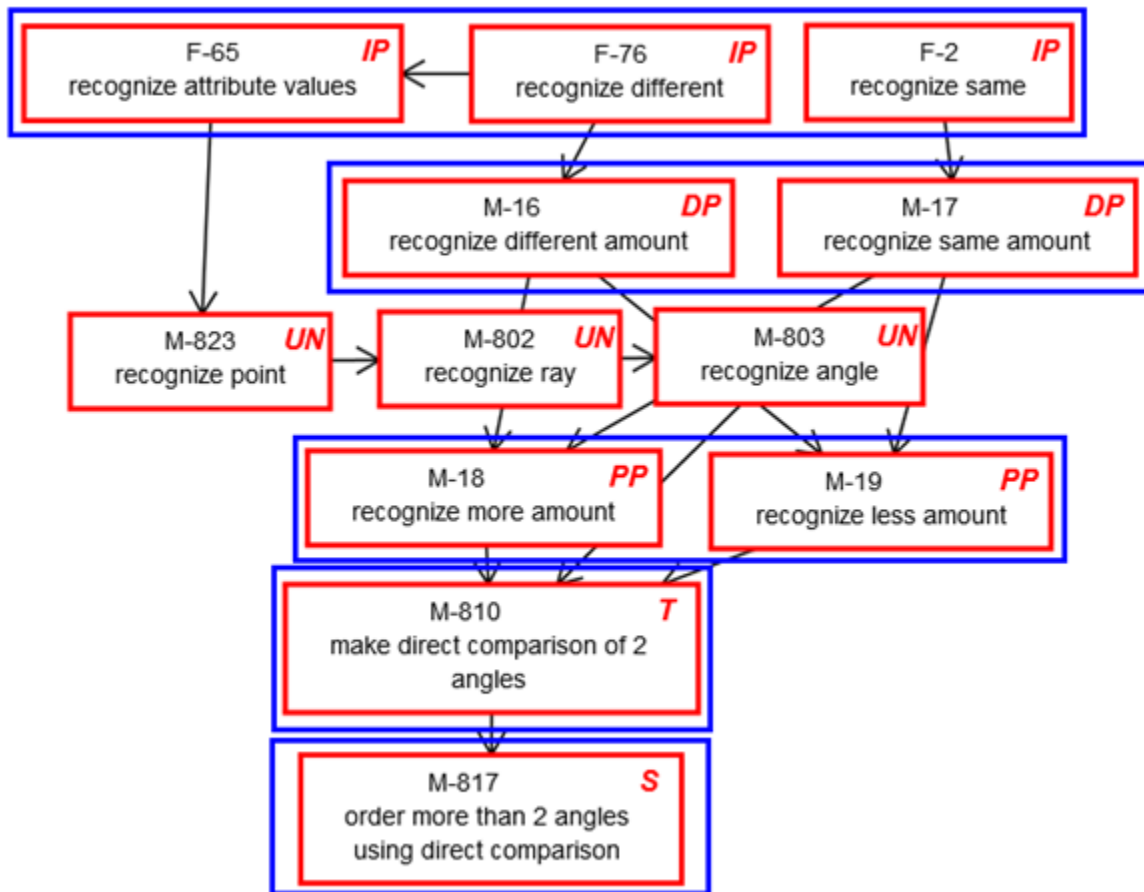 F-65 IP
recognize attribute values
F-76 IP
recognize different
F-2 IP
recognize same
M-16 DP
recognize different amount
M-17 DP
recognize same amount
M-823 UN
recognize point
M-802 UN
recognize ray
M-803 UN
recognize angle
M-18 PP
recognize more amount
M-19 PP
recognize less amount
M-810 T
make direct comparison of 2
angles
M-817 S
order more than 2 angles
using direct comparison